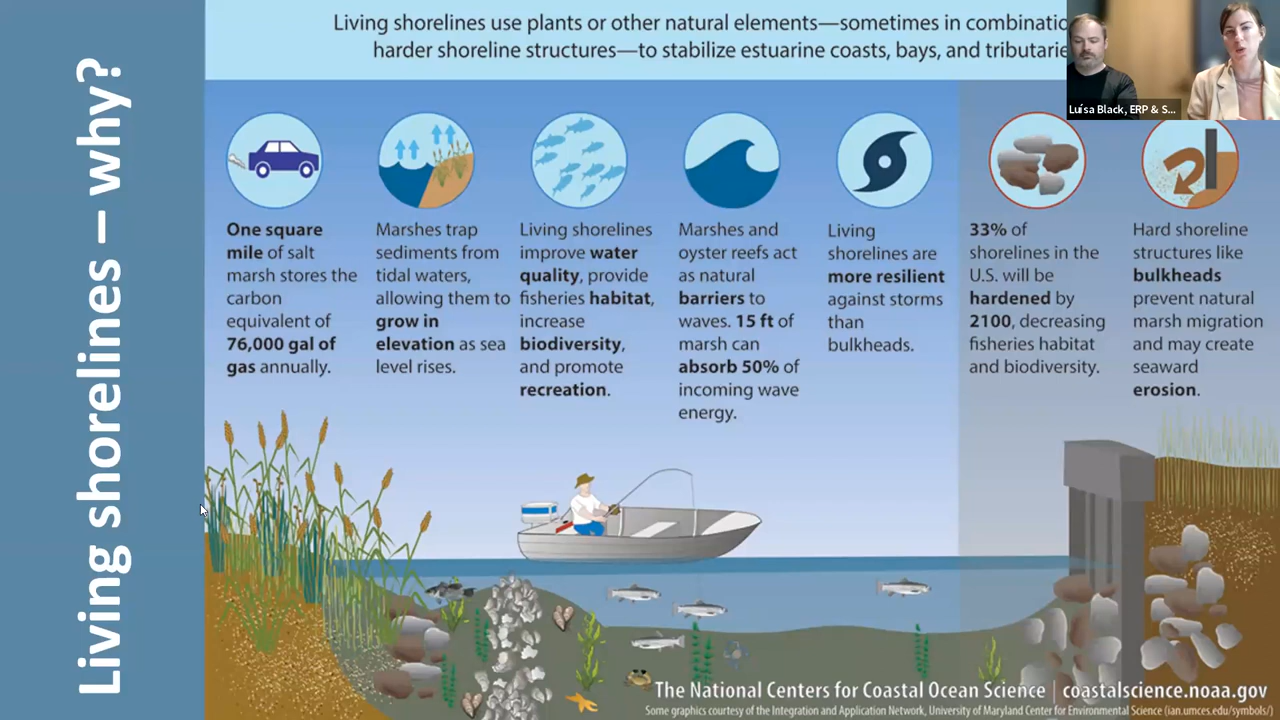 Living shorelines – why?
Living shorelines use plants or other natural elements—sometimes in
harder shoreline structures—to stabilize estuarine coasts, bays, and
Luísa Black, ERP & S...
One square
mile of salt
marsh stores the
carbon
equivalent of
76,000 gal of
gas annually.
Marshes trap
sediments from
tidal waters,
allowing them to
grow in
elevation as sea
level rises.
Living shorelines
improve water
quality, provide
fisheries habitat,
increase
biodiversity,
and promote
recreation.
Marshes and
oyster reefs act
as natural
barriers to
waves. 15 ft of
marsh can
absorb 50% of
incoming wave
energy.
Living
shorelines are
more resilient
against storms
than
bulkheads.
33% of
shorelines in the
U.S. will be
hardened by
2100, decreasing
fisheries habitat
and biodiversity.
Hard shoreline
structures like
bulkheads
prevent natural
marsh migration
and may create
seaward
erosion.
The National Centers for Coastal Ocean Science | coastalscience.noaa.gov
Some graphics courtesy of the Integration and Application Network, University of Maryland Center for Environmental Science (ian.umces.edu/symbols/)